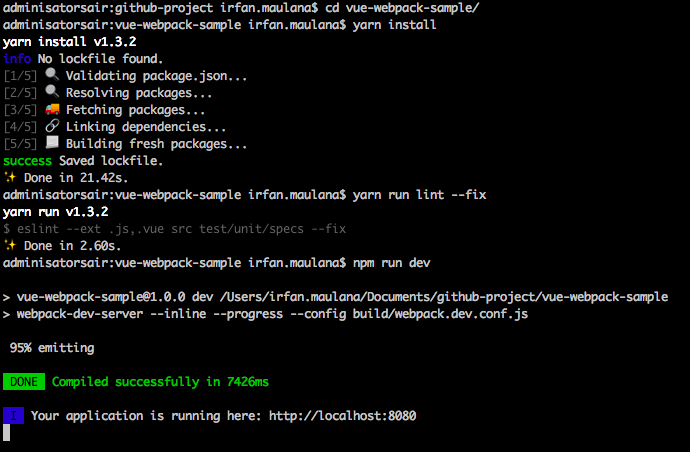 adminisatorsair:github-project irfan.maulana$ cd vue-webpack-sample/
adminisatorsair:vue-webpack-sample irfan.maulana$ yarn install
yarn install v1.3.2
info No lockfile found.
[1/5] 🔍 Validating package.json...
[2/5] 🔍 Resolving packages...
[3/5] 🚚 Fetching packages...
[4/5] 🔗 Linking dependencies...
[5/5] 📃 Building fresh packages...
success Saved lockfile.
✨ Done in 21.42s.
adminisatorsair:vue-webpack-sample irfan.maulana$ yarn run lint --fix
yarn run v1.3.2
$ eslint --ext .js,.vue src test/unit/specs --fix
✨ Done in 2.60s.
adminisatorsair:vue-webpack-sample irfan.maulana$ npm run dev
> vue-webpack-sample@1.0.0 dev /Users/irfan.maulana/Documents/github-project/vue-webpack-sample
> webpack-dev-server --inline --progress --config build/webpack.dev.conf.js
95% emitting
DONE Compiled successfully in 7426ms
I Your application is running here: http://localhost:8080